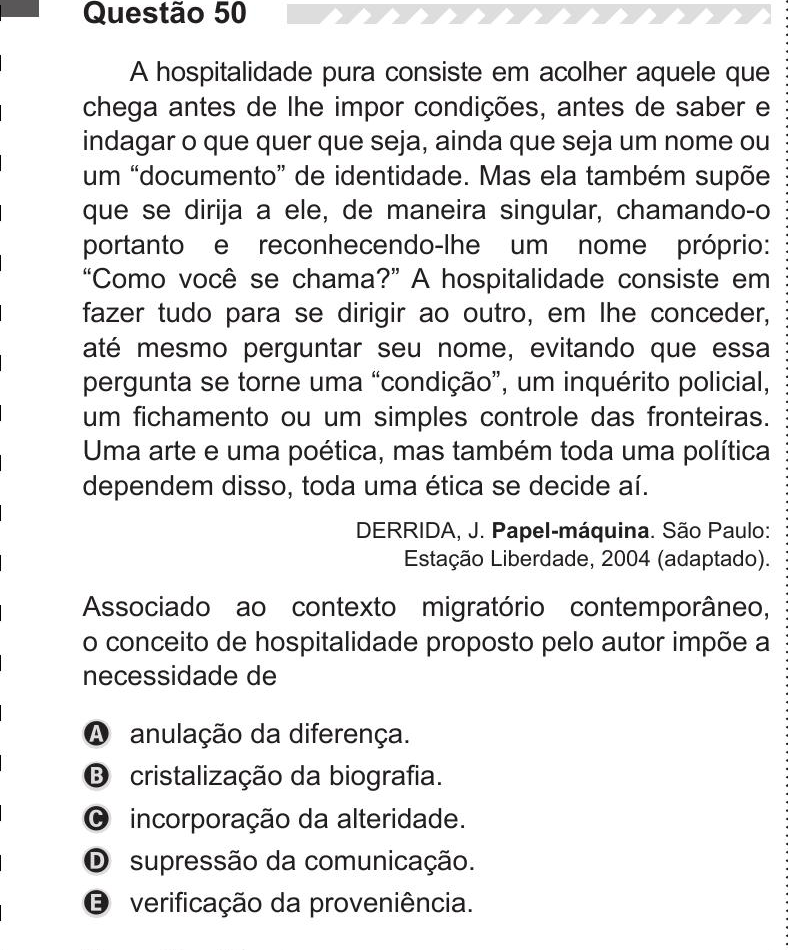 Questão 50
A hospitalidade pura consiste em acolher aquele que
chega antes de lhe impor condições, antes de saber e
indagar o que quer que seja, ainda que seja um nome ou
um “documento” de identidade. Mas ela também supõe
que se dirija a ele, de maneira singular, chamando-o
portanto e reconhecendo-lhe um nome próprio:
“Como você se chama?” A hospitalidade consiste em
fazer tudo para se dirigir ao outro, em lhe conceder,
até mesmo perguntar seu nome, evitando que essa
pergunta se torne uma “condição”, um inquérito policial,
um fichamento ou um simples controle das fronteiras.
Uma arte e uma poética, mas também toda uma política
dependem disso, toda uma ética se decide aí.
DERRIDA, J. Papel-máquina. São Paulo:
Estação Liberdade, 2004 (adaptado).
Associado ao contexto migratório contemporâneo,
o conceito de hospitalidade proposto pelo autor impõe a
necessidade de
A anulação da diferença.
B cristalização da biografia.
C incorporação da alteridade.
D supressão da comunicação.
E verificação da proveniência.